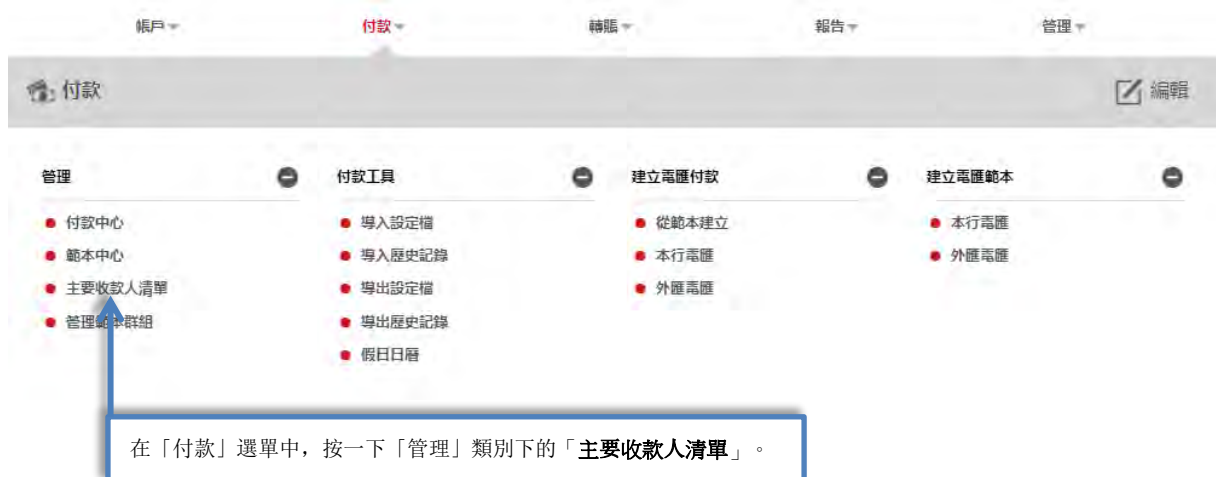 帳戶 付款 轉賬 報告 管理
付款 編輯
管理 付款工具 建立電匯付款 建立電匯範本
付款中心 導入設定檔 從範本建立 本行電匯
範本中心 導入歷史記錄 本行電匯 外匯電匯
主要收款人清單 導出設定檔 外匯電匯
管理範本群組 導出歷史記錄
假日日曆
在「付款」選單中，按一下「管理」類別下的「主要收款人清單」。